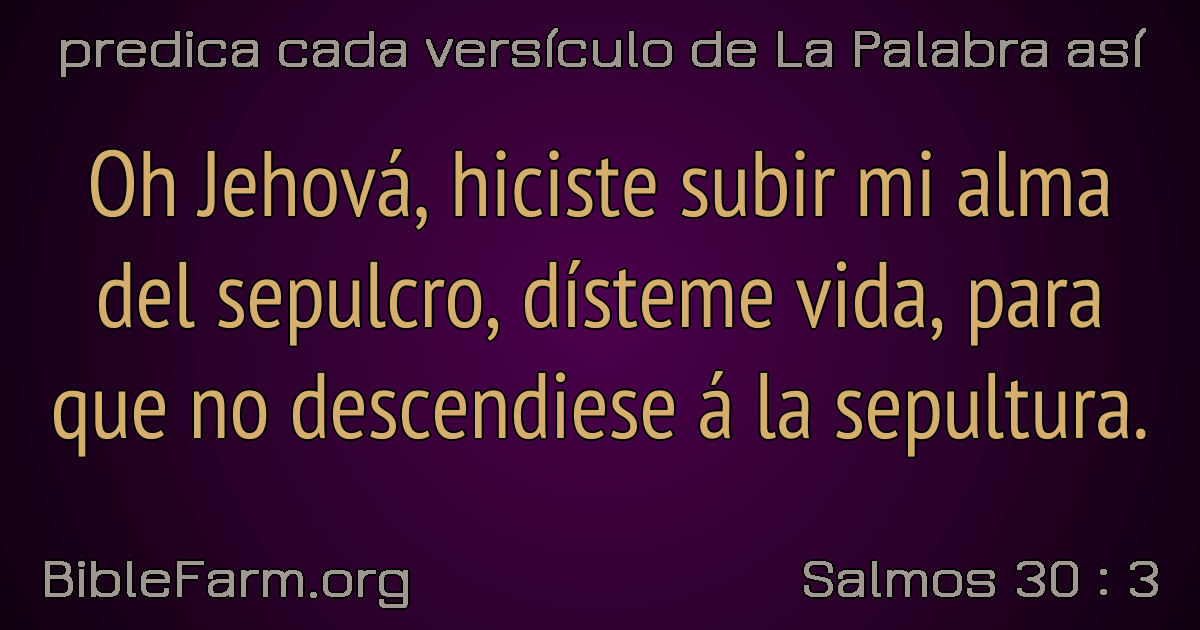 predica cada versículo de La Palabra así
Oh Jehová, hiciste subir mi alma
del sepulcro, dísteme vida, para
que no descendiese á la sepultura.
BibleFarm.org
Salmos 30 : 3